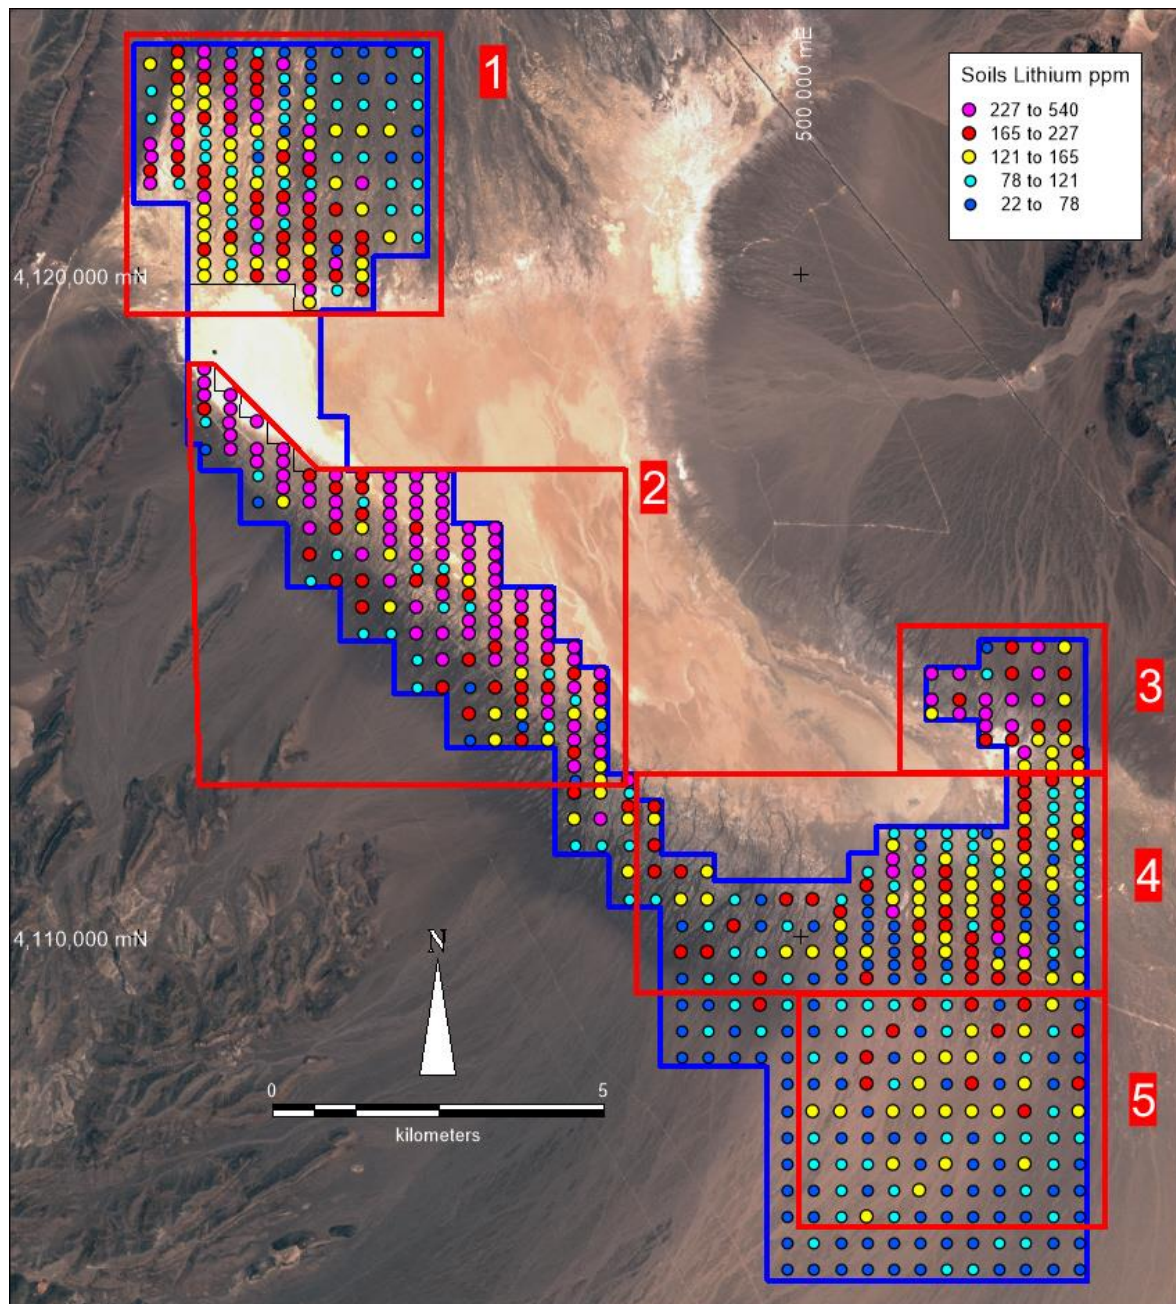 1
500,000 mE
Soils Lithium ppm
227 to 540
165 to 227
121 to 165
78 to 121
22 to 78
4,120,000 mN
2
3
4
4,110,000 mN
N
0 5
kilometers
5